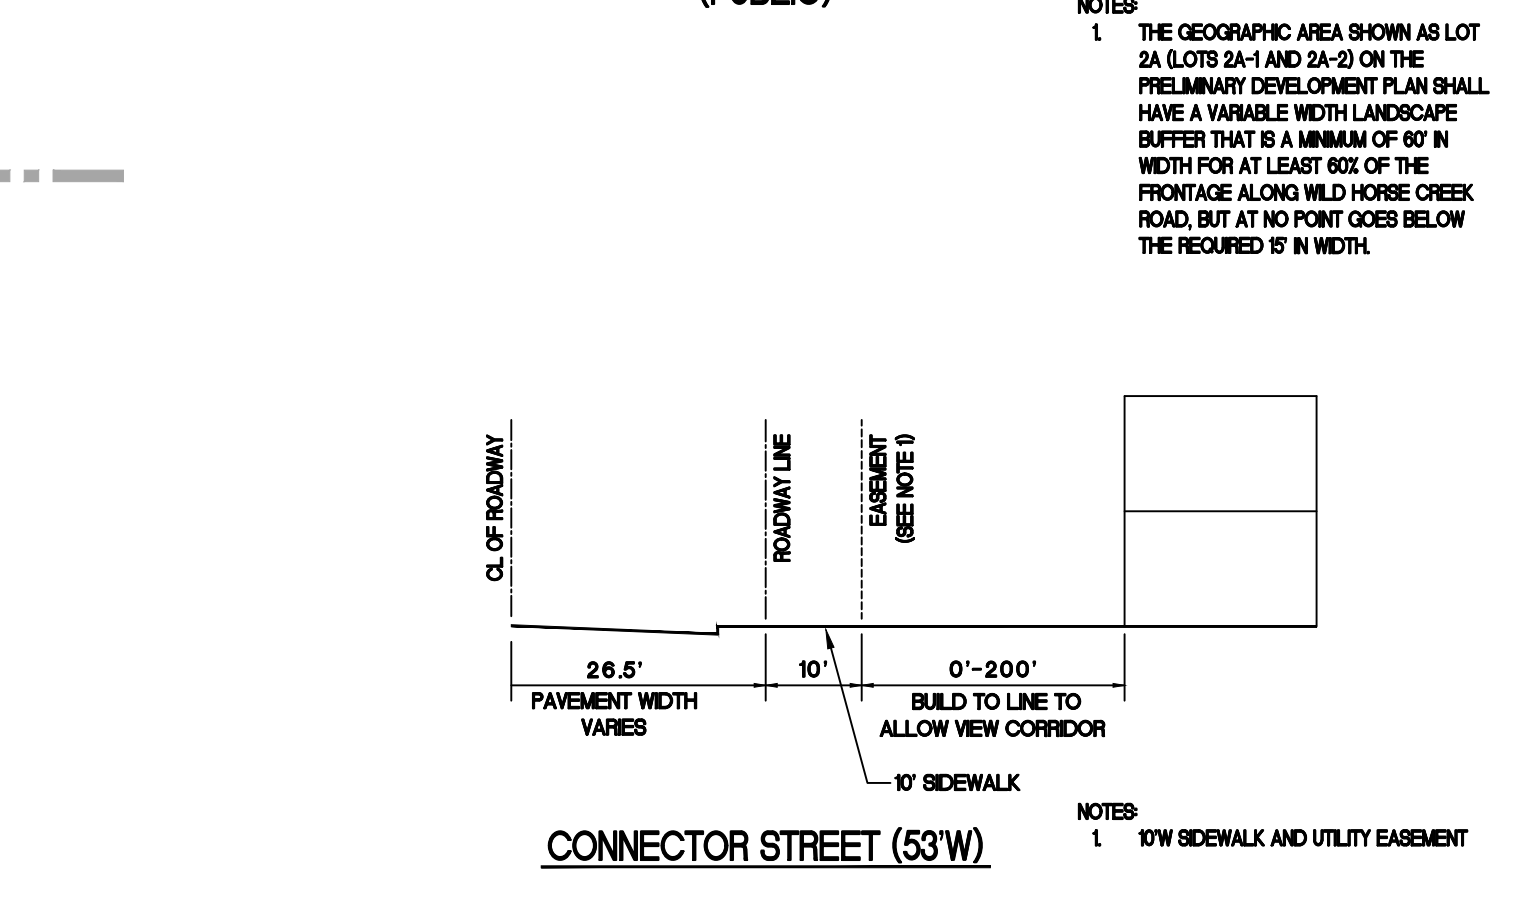 (PUBLIC)
NOTES:
1. THE GEOGRAPHIC AREA SHOWN AS LOT
2A (LOTS 2A-1 AND 2A-2) ON THE
PRELIMINARY DEVELOPMENT PLAN SHALL
HAVE A VARIABLE WIDTH LANDSCAPE
BUFFER THAT IS A MINIMUM OF 60' IN
WIDTH FOR AT LEAST 60% OF THE
FRONTAGE ALONG WILD HORSE CREEK
ROAD, BUT AT NO POINT GOES BELOW
THE REQUIRED 15' IN WIDTH.
CL OF ROADWAY
ROADWAY LINE
EASEMENT
(SEE NOTE 1)
26.5'
10'
0'-200'
PAVEMENT WIDTH
VARIES
BUILD TO LINE TO
ALLOW VIEW CORRIDOR
10' SIDEWALK
CONNECTOR STREET (53'W)
NOTES:
1. 10'W SIDEWALK AND UTILITY EASEMENT